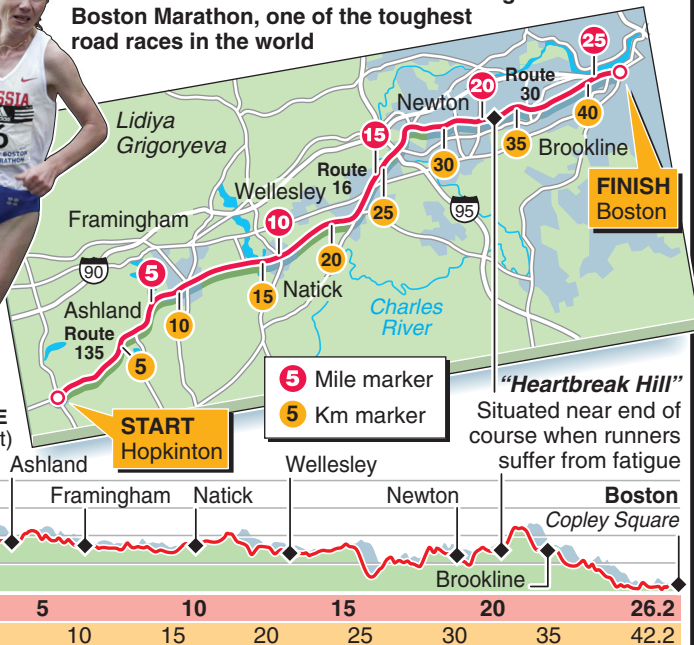 Boston Marathon, one of the toughest
road races in the world
SSIA
6
BOSTON
Lidiya
Grigoryeva
25
20
Route
30
Newton
15
40
35
Brookline
30
Route
16
Wellesley
FINISH
Boston
25
95
Framingham
10
20
90
5
15
Natick
Charles
River
Ashland
10
Route
135
5
5 Mile marker
5 Km marker
START
Hopkinton
“Heartbreak Hill”
Situated near end of
course when runners
suffer from fatigue
E
t)
Ashland
Wellesley
Framingham
Natick
Newton
Boston
Copley Square
Brookline
5 10 15 20 26.2
10 15 20 25 30 35 42.2